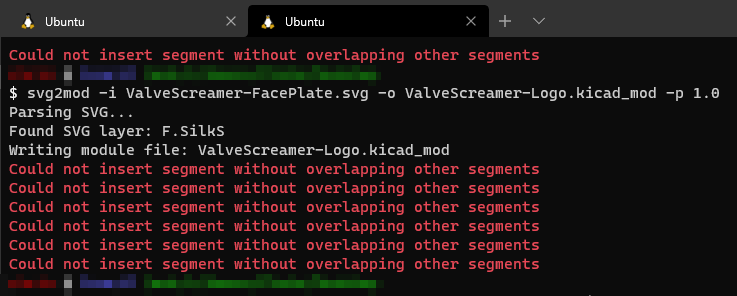 Ubuntu
Ubuntu
Could not insert segment without overlapping other segments
$ svg2mod -i ValveScreamer-FacePlate.svg -o ValveScreamer-Logo.kicad_mod -p 1.0
Parsing SVG...
Found SVG layer: F.SilkS
Writing module file: ValveScreamer-Logo.kicad_mod
Could not insert segment without overlapping other segments
Could not insert segment without overlapping other segments
Could not insert segment without overlapping other segments
Could not insert segment without overlapping other segments
Could not insert segment without overlapping other segments
Could not insert segment without overlapping other segments